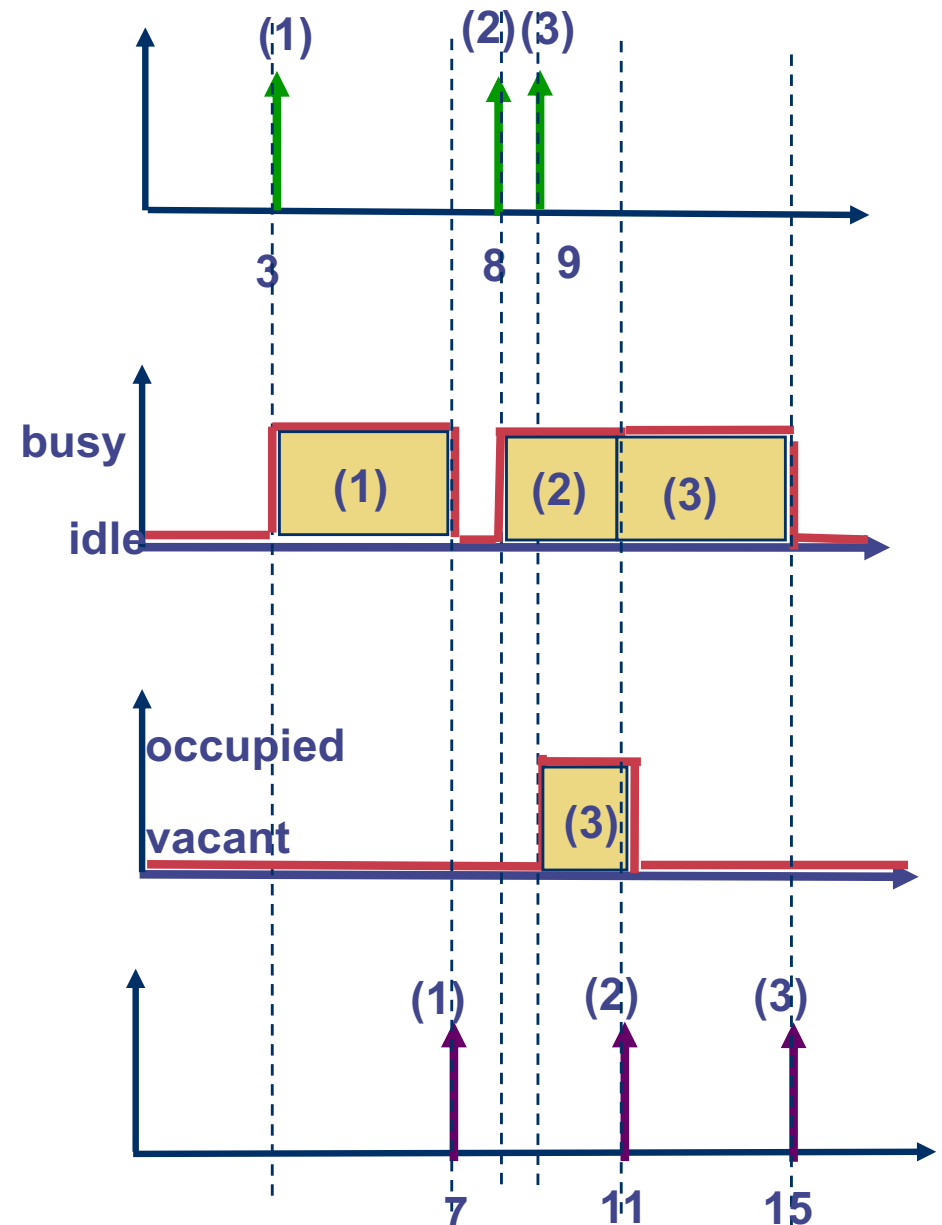 (1) (2) (3)
3 8 9
busy
(1) (2) (3)
idle
occupied
(3)
vacant
(1) (2) (3)
7 11 15